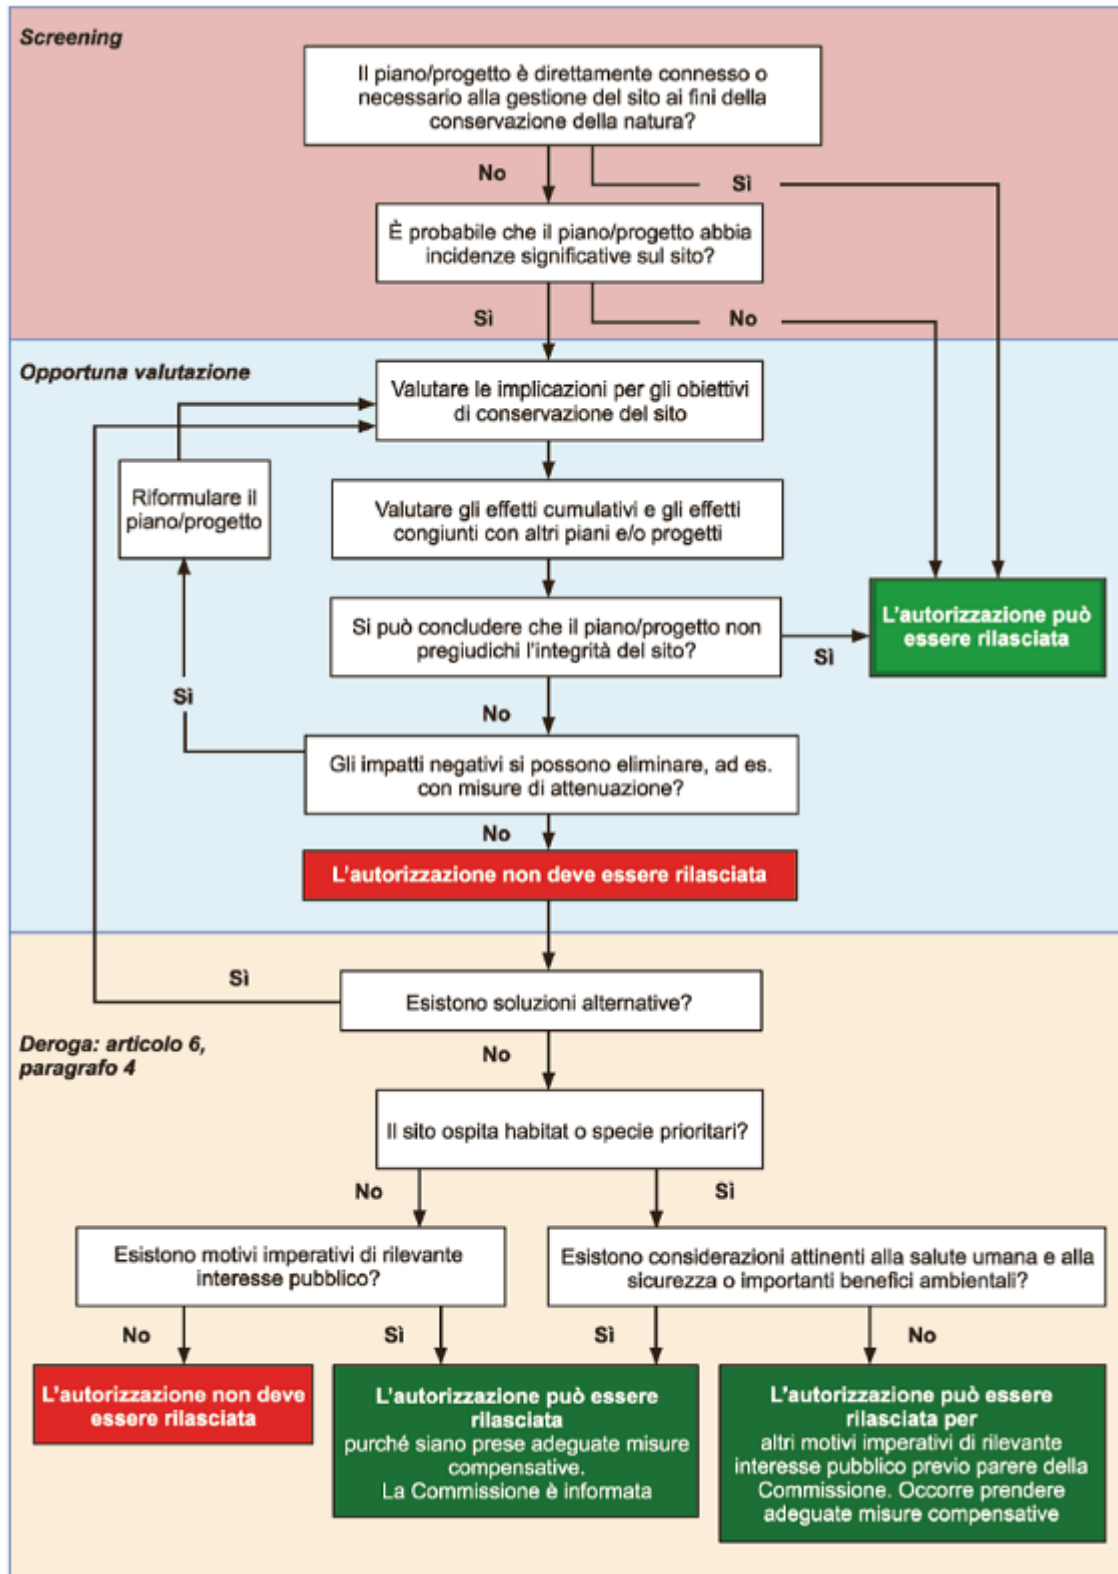 Screening
Il piano/progetto è direttamente connesso o
necessario alla gestione del sito ai fini della
conservazione della natura?
No
Sì
È probabile che il piano/progetto abbia
incidenze significative sul sito?
Sì
No
Opportuna valutazione
Valutare le implicazioni per gli obiettivi
di conservazione del sito
Riformulare il
piano/progetto
Valutare gli effetti cumulativi e gli effetti
congiunti con altri piani e/o progetti
L'autorizzazione può
essere rilasciata
Si può concludere che il piano/progetto non
pregiudichi l'integrità del sito?
Sì
Sì
No
Gli impatti negativi si possono eliminare, ad es.
con misure di attenuazione?
No
L'autorizzazione non deve essere rilasciata
Sì
Esistono soluzioni alternative?
Deroga: articolo 6,
paragrafo 4
No
Il sito ospita habitat o specie prioritari?
No
Sì
Esistono motivi imperativi di rilevante
interesse pubblico?
Esistono considerazioni attinenti alla salute umana e alla
sicurezza o importanti benefici ambientali?
No
Sì
Sì
No
L'autorizzazione non deve
essere rilasciata
L'autorizzazione può essere
rilasciata
purché siano prese adeguate misure
compensative.
La Commissione è informata
L'autorizzazione può essere
rilasciata per
altri motivi imperativi di rilevante
interesse pubblico previo parere della
Commissione. Occorre prendere
adeguate misure compensative